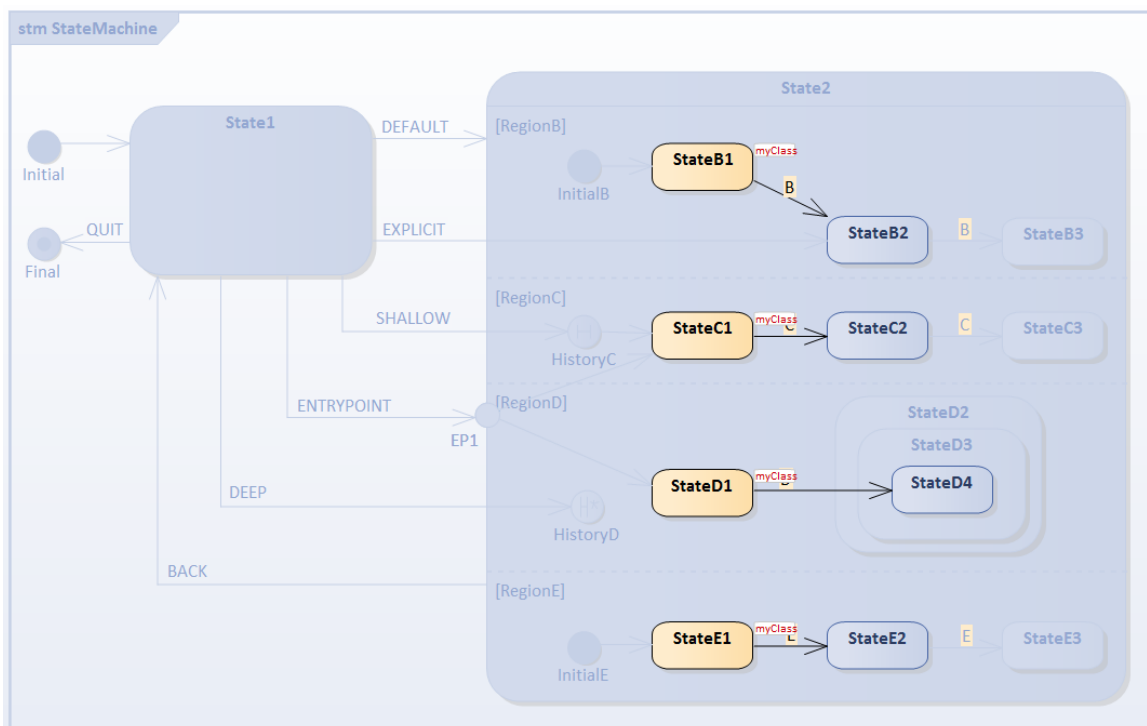 stm StateMachine
State2
State1
DEFAULT
[RegionB]
StateB1
myClass
Initial
InitialB
B
QUIT
EXPLICIT
StateB2
B
StateB3
Final
[RegionC]
SHALLOW
HistoryC
StateC1
myClass
StateC2
C
StateC3
ENTRYPOINT
EP1
[RegionD]
StateD2
StateD3
StateD1
myClass
StateD4
DEEP
HistoryD
BACK
[RegionE]
InitialE
StateE1
myClass
StateE2
E
StateE3